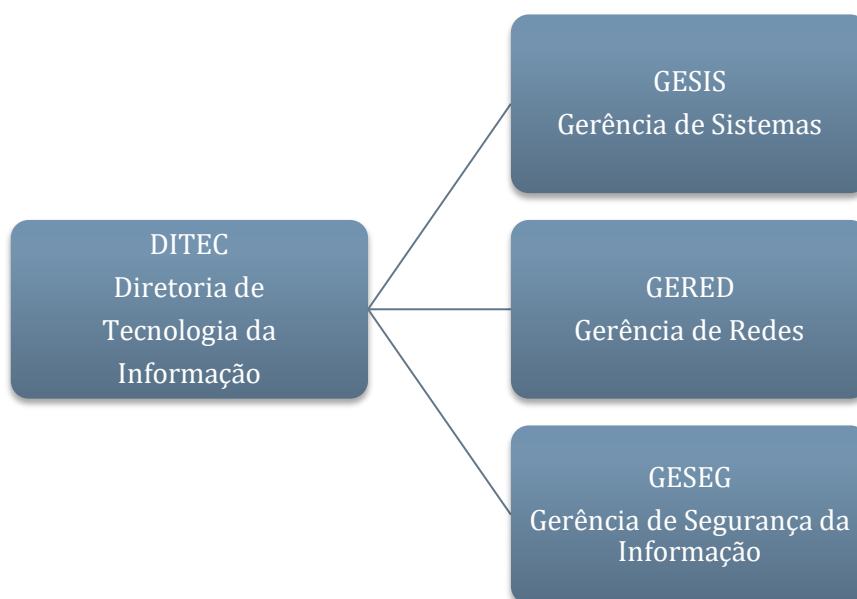 DITEC
Diretoria de
Tecnologia da
Informação
GESIS
Gerência de Sistemas
GERED
Gerência de Redes
GESEG
Gerência de Segurança da
Informação